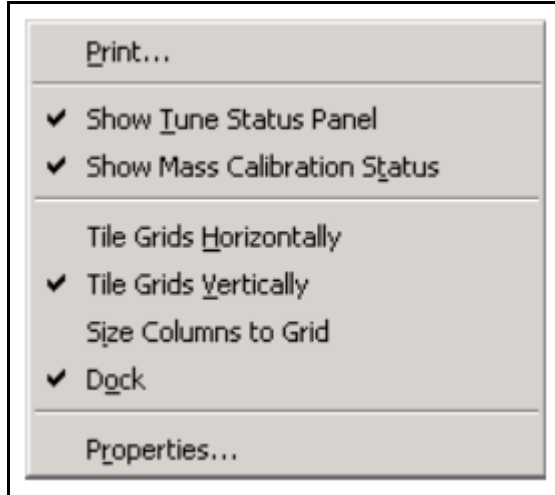 Print...
Show Tune Status Panel
Show Mass Calibration Status
Tile Grids Horizontally
Tile Grids Vertically
Size Columns to Grid
Dock
Properties...